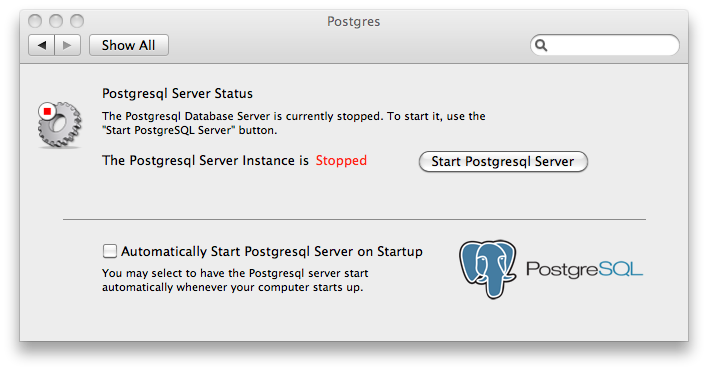 Postgres
Show All
Postgresql Server Status
The Postgresql Database Server is currently stopped. To start it, use the
"Start PostgreSQL Server" button.
The Postgresql Server Instance is Stopped
Start Postgresql Server
Automatically Start Postgresql Server on Startup
You may select to have the Postgresql server start
automatically whenever your computer starts up.
PostgreSQL